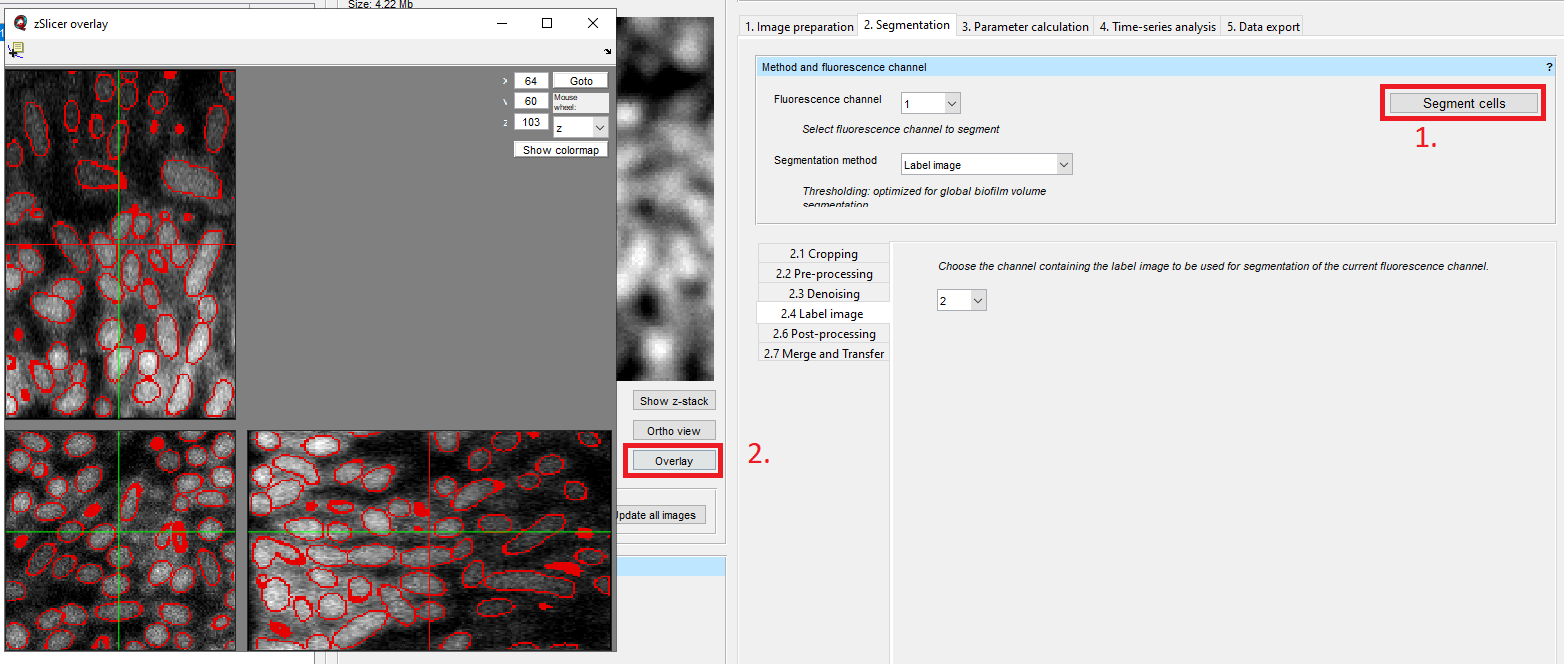 Size: 4.22 Mb
zSlicer overlay
64
Goto
60
Mouse
wheel:
z
103
z
Show colormap
Show z-stack
Ortho view
Overlay
2.
Update all images
1. Image preparation
2. Segmentation
3. Parameter calculation
4. Time-series analysis
5. Data export
Method and fluorescence channel
?
Fluorescence channel
1
Segment cells
1.
Select fluorescence channel to segment
Segmentation method
Label image
Thresholding: optimized for global biofilm volume
segmentation
2.1 Cropping
2.2 Pre-processing
2.3 Denoising
2.4 Label image
2.6 Post-processing
2.7 Merge and Transfer
Choose the channel containing the label image to be used for segmentation of the current fluorescence channel.
2